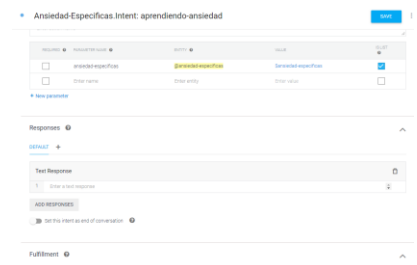 Ansiedad-Especificas.Intent: aprendiendo-ansiedad
SAVE
REQUIRED PARAMETER NAME ENTITY VALUE IS LIST
ansiedad-especificas @ansiedad-especificas $ansiedad-especificas
Enter name Enter entity Enter value
+ New parameter
Responses
DEFAULT +
Text Response
1 Enter a text response
ADD RESPONSES
Set this intent as end of conversation
Fulfillment